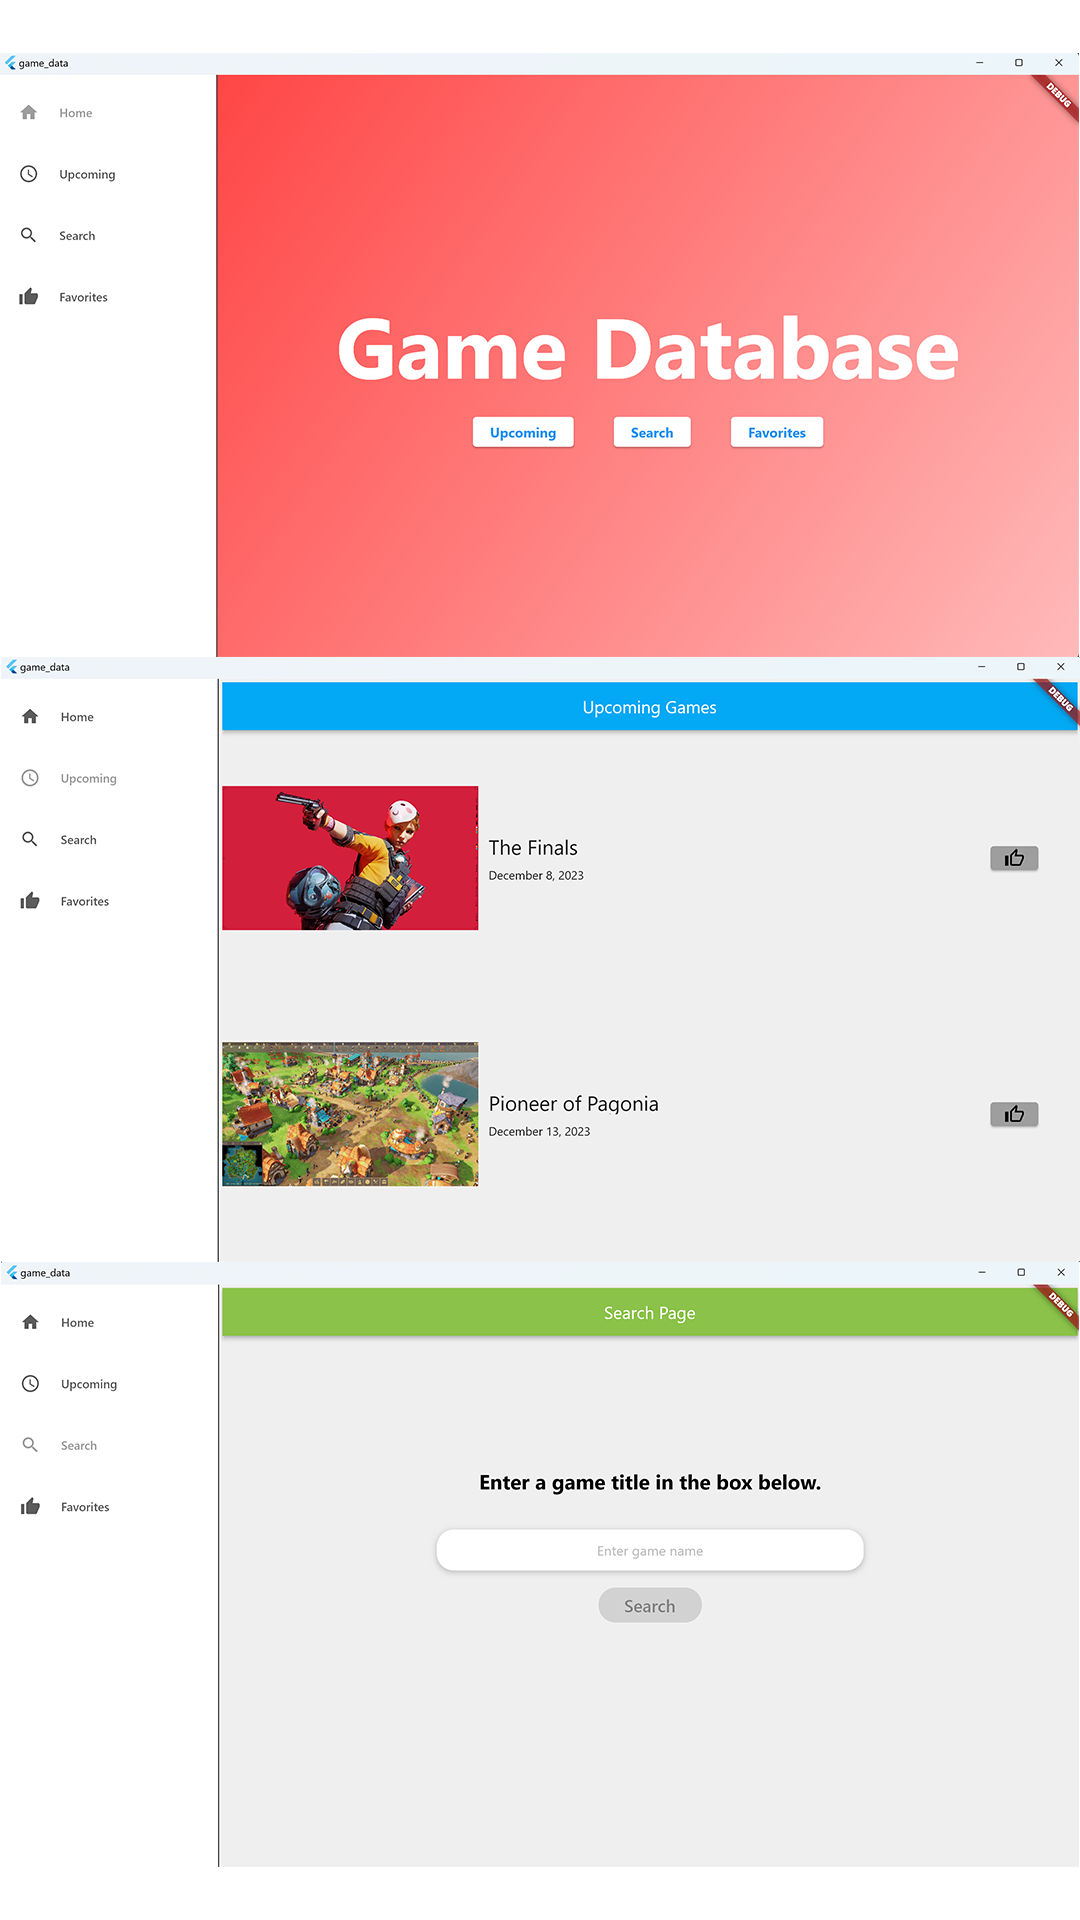 game_data
DEBUG
Home
Upcoming
Search
Favorites
Game Database
Upcoming Search Favorites
game_data
DEBUG
Home
Upcoming
Search
Favorites
Upcoming Games
The Finals
December 8, 2023
Pioneer of Pagonia
December 13, 2023
game_data
DEBUG
Home
Upcoming
Search
Favorites
Search Page
Enter a game title in the box below.
Enter game name
Search